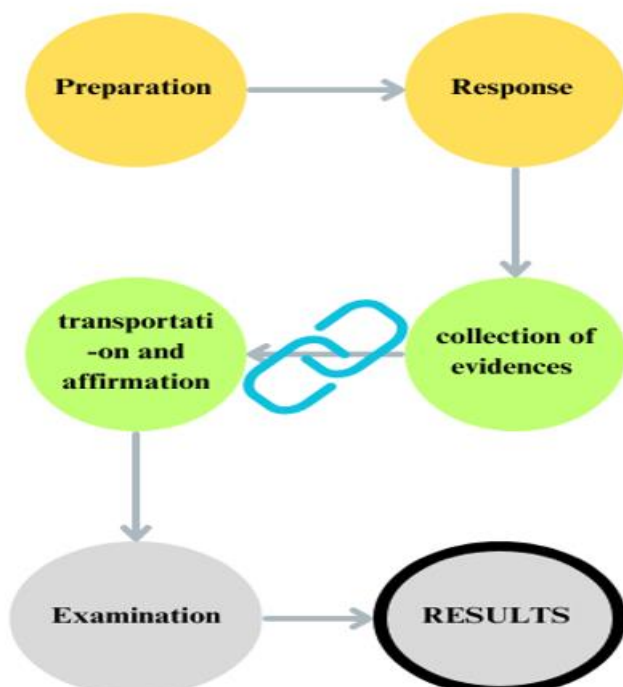 Preparation
Response
collection of
evidences
transportati
-on and
affirmation
Examination
RESULTS